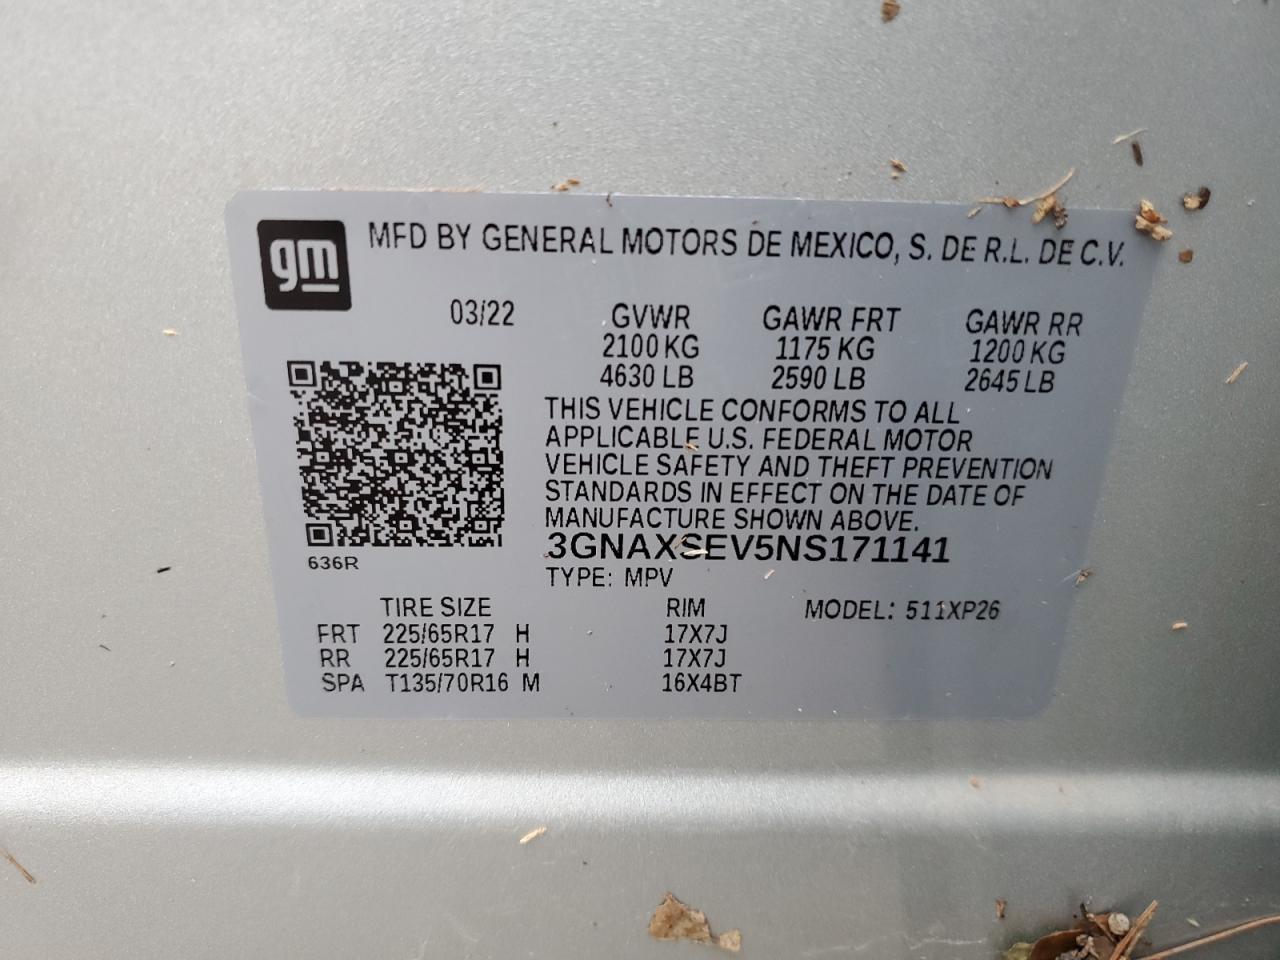 gm
MFD BY GENERAL MOTORS DE MEXICO, S. DE R.L. DE C.V.
03/22 GVWR GAWR FRT GAWR RR
2100 KG 1175 KG 1200 KG
4630 LB 2590 LB 2645 LB
THIS VEHICLE CONFORMS TO ALL
APPLICABLE U.S. FEDERAL MOTOR
VEHICLE SAFETY AND THEFT PREVENTION
STANDARDS IN EFFECT ON THE DATE OF
MANUFACTURE SHOWN ABOVE.
3GNAXSEV5NS171141
636R
TYPE: MPV
TIRE SIZE RIM MODEL: 511XP26
FRT 225/65R17 H 17X7J
RR 225/65R17 H 17X7J
SPA T135/70R16 M 16X4BT